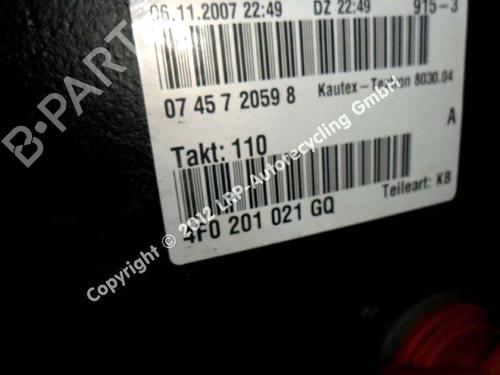 06.11.2007 22:49 DZ 22:49 915-3
07 45 7 2059 8 Kautex - Textron 8030.04
Takt: 110 A
4F0 201 021 GQ Teileart: KB
B-PARTS
Copyright © 2012 LRP-Autorecycling GmbH